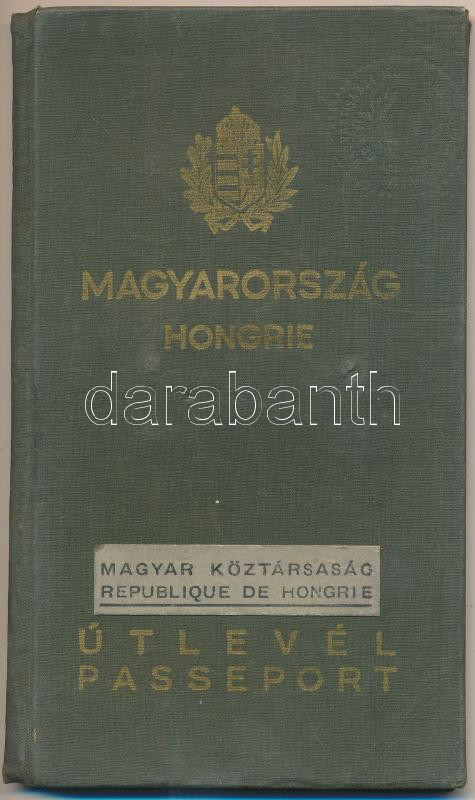 MAGYARORSZÁG
HONGRIE
darabanth
MAGYAR KÖZTÁRSASÁG
REPUBLIQUE DE HONGRIE
ÚTLEVÉL
PASSEPORT